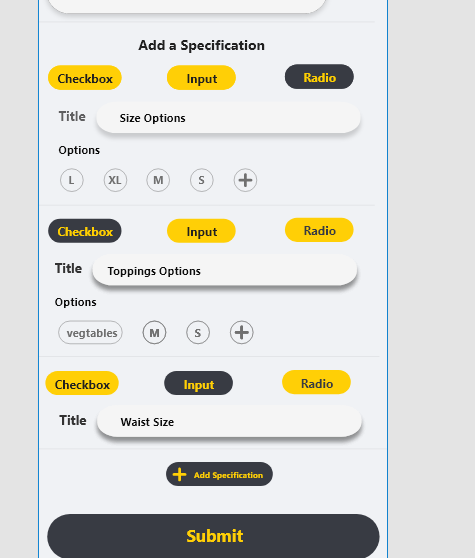 Add a Specification
Checkbox Input Radio
Title Size Options
Options
L XL M S
Checkbox Input Radio
Title Toppings Options
Options
vegtables M S
Checkbox Input Radio
Title Waist Size
Add Specification
Submit